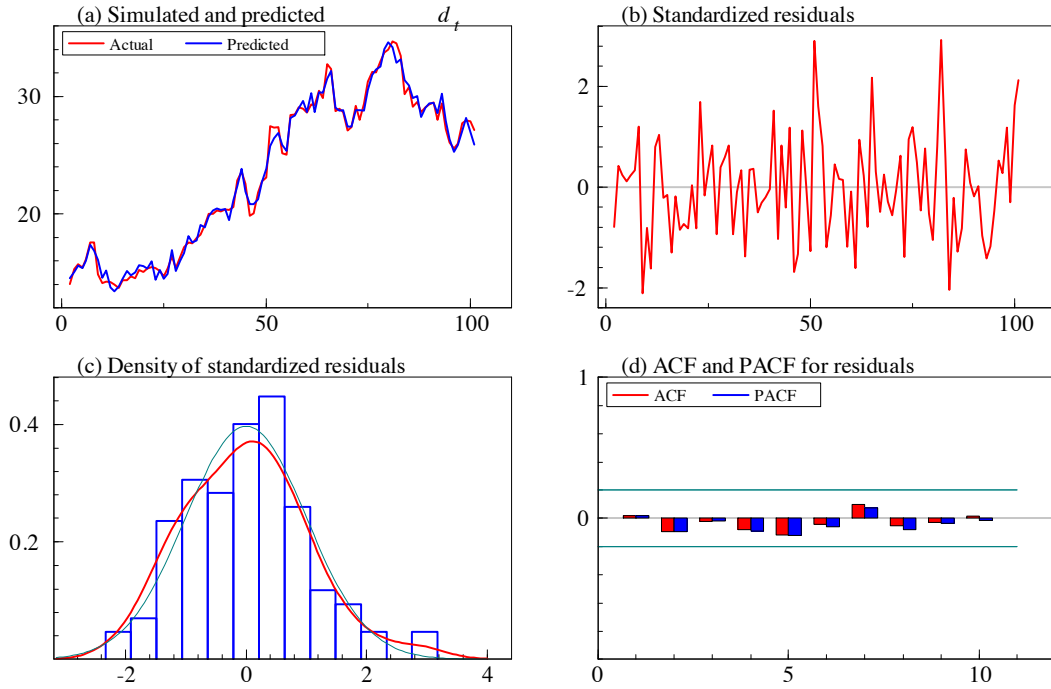 (a) Simulated and predicted d_t
Actual Predicted
30
20
0 50 100
(b) Standardized residuals
2
0
-2
0 50 100
(c) Density of standardized residuals
0.4
0.2
-2 0 2 4
(d) ACF and PACF for residuals
1
ACF PACF
0
0 5 10